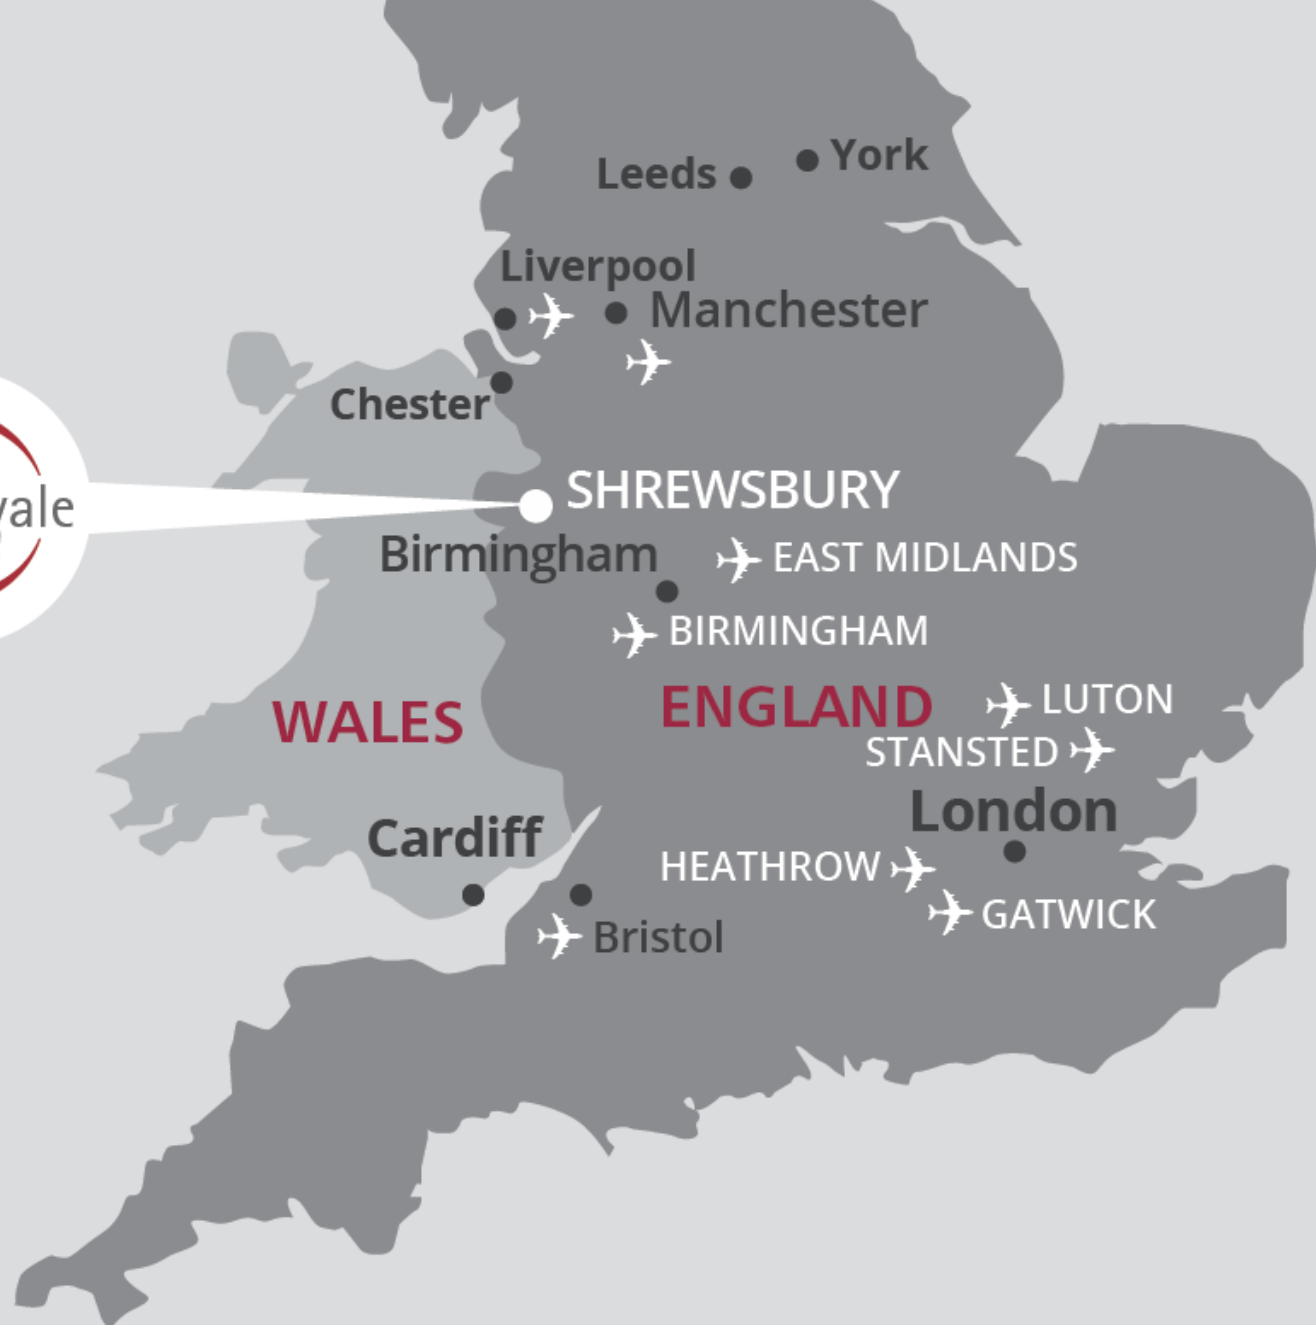 York
Leeds
Liverpool
Manchester
Chester
SHREWSBURY
vale
Birmingham
EAST MIDLANDS
BIRMINGHAM
WALES
ENGLAND
LUTON
STANSTED
London
Cardiff
HEATHROW
GATWICK
Bristol